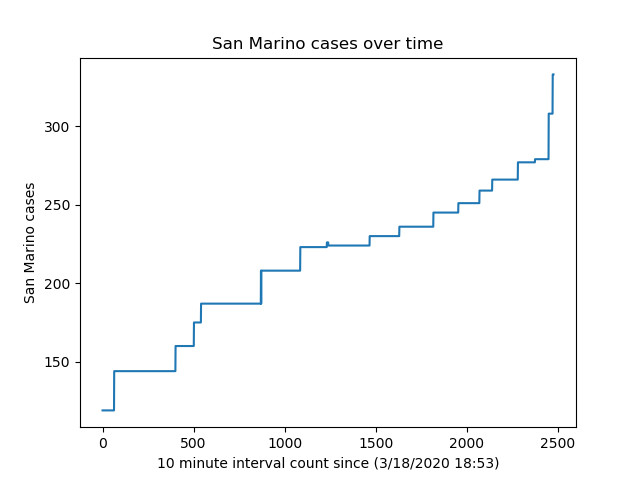 San Marino cases over time
San Marino cases
300
250
200
150
0 500 1000 1500 2000 2500
10 minute interval count since (3/18/2020 18:53)